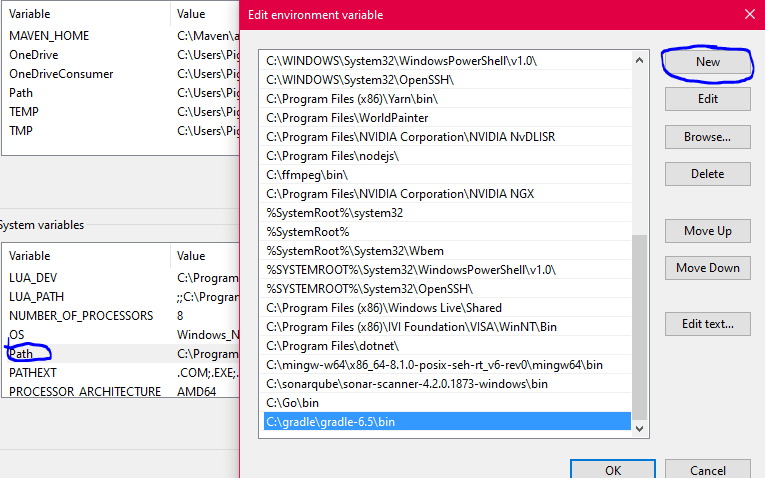 Variable Value
MAVEN_HOME C:\Maven\a
OneDrive C:\Users\Pig
OneDriveConsumer C:\Users\Pig
Path C:\Users\Pig
TEMP C:\Users\Pig
TMP C:\Users\Pig
System variables
Variable Value
LUA_DEV C:\Program
LUA_PATH ;;C:\Program
NUMBER_OF_PROCESSORS 8
OS Windows_N
Path C:\Program
PATHEXT .COM;.EXE;.
PROCESSOR_ARCHITECTURE AMD64
Edit environment variable
C:\WINDOWS\System32\WindowsPowerShell\v1.0\
C:\WINDOWS\System32\OpenSSH\
C:\Program Files (x86)\Yarn\bin\
C:\Program Files\WorldPainter
C:\Program Files\NVIDIA Corporation\NVIDIA NvDLISR
C:\Program Files\nodejs\
C:\ffmpeg\bin\
C:\Program Files\NVIDIA Corporation\NVIDIA NGX
%SystemRoot%\system32
%SystemRoot%
%SystemRoot%\System32\Wbem
%SYSTEMROOT%\System32\WindowsPowerShell\v1.0\
%SYSTEMROOT%\System32\OpenSSH\
C:\Program Files (x86)\Windows Live\Shared
C:\Program Files (x86)\IVI Foundation\VISA\WinNT\Bin
C:\Program Files\dotnet\
C:\mingw-w64\x86_64-8.1.0-posix-seh-rt_v6-rev0\mingw64\bin
C:\sonarqube\sonar-scanner-4.2.0.1873-windows\bin
C:\Go\bin
C:\gradle\gradle-6.5\bin
New
Edit
Browse...
Delete
Move Up
Move Down
Edit text...
OK
Cancel